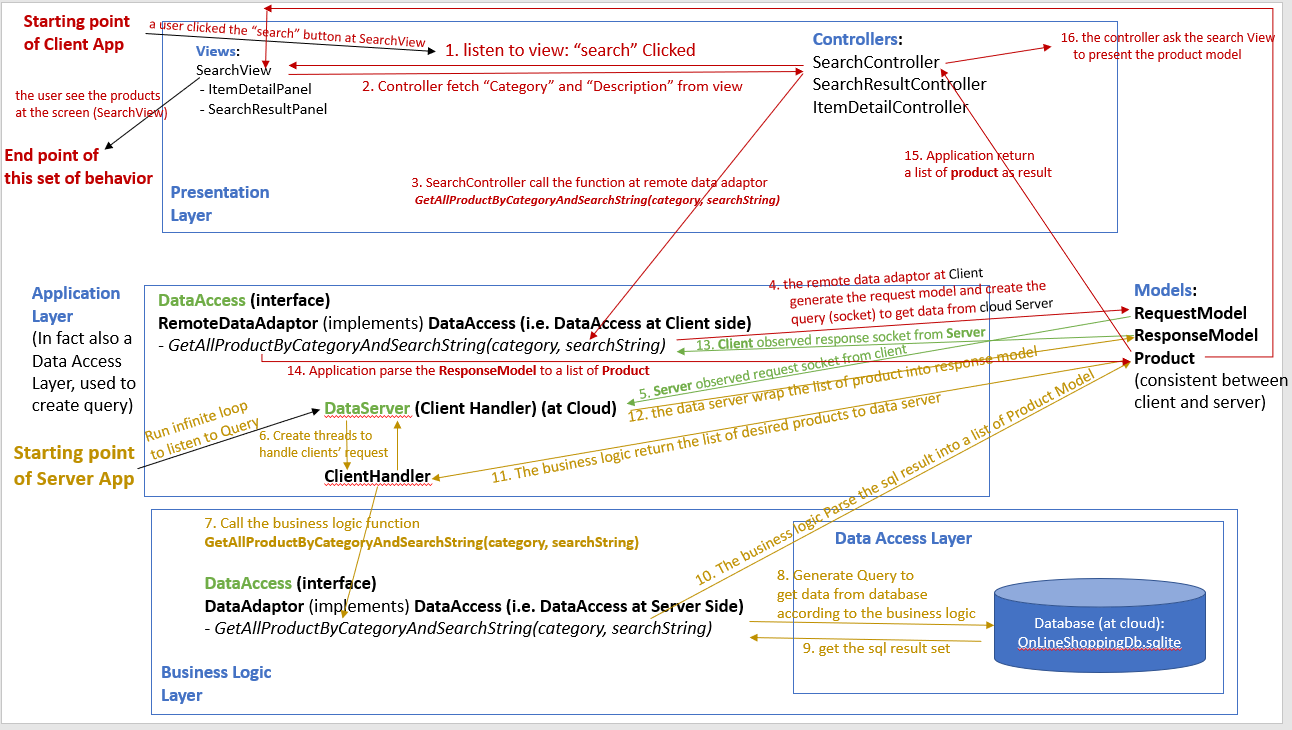 Starting point
of Client App
a user clicked the “search” button at SearchView
Views:
SearchView
- ItemDetailPanel
- SearchResultPanel
1. listen to view: “search” Clicked
2. Controller fetch “Category” and “Description” from view
Controllers:
SearchController
SearchResultController
ItemDetailController
16. the controller ask the search View
to present the product model
the user see the products
at the screen (SearchView)
End point of
this set of behavior
Presentation
Layer
3. SearchController call the function at remote data adaptor
GetAllProductByCategoryAndSearchString(category, searchString)
15. Application return
a list of product as result
Application
Layer
(In fact also a
Data Access
Layer, used to
create query)
DataAccess (interface)
RemoteDataAdaptor (implements) DataAccess (i.e. DataAccess at Client side)
- GetAllProductByCategoryAndSearchString(category, searchString)
4. the remote data adaptor at Client
generate the request model and create the
query (socket) to get data from cloud Server
13. Client observed response socket from Server
14. Application parse the ResponseModel to a list of Product
5. Server observed request socket from client
12. the data server wrap the list of product into response model
11. The business logic return the list of desired products to data server
Models:
RequestModel
ResponseModel
Product
(consistent between
client and server)
Run infinite loop
to listen to Query
DataServer (Client Handler) (at Cloud)
6. Create threads to
handle clients’ request
ClientHandler
Starting point
of Server App
7. Call the business logic function
GetAllProductByCategoryAndSearchString(category, searchString)
10. The business logic Parse the sql result into a list of Product Model
DataAccess (interface)
DataAdaptor (implements) DataAccess (i.e. DataAccess at Server Side)
- GetAllProductByCategoryAndSearchString(category, searchString)
Data Access Layer
8. Generate Query to
get data from database
according to the business logic
9. get the sql result set
Database (at cloud):
OnLineShoppingDb.sqlite
Business Logic
Layer